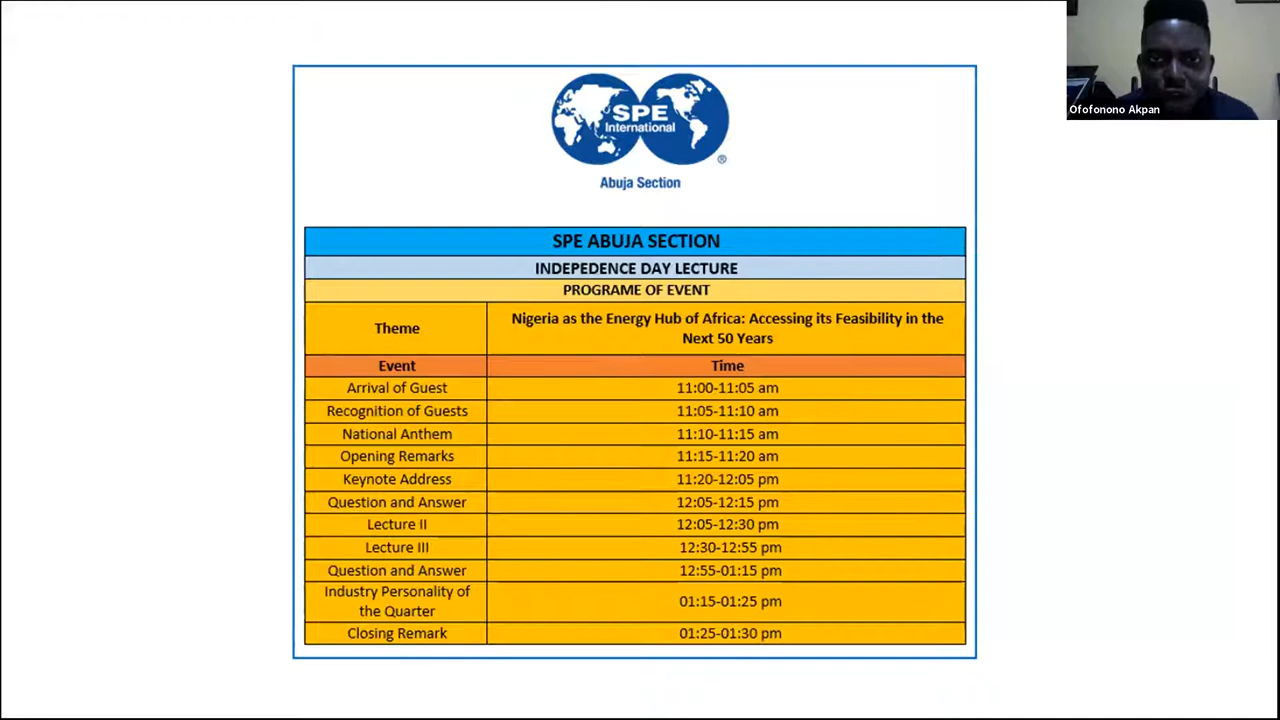 Ofofonono Akpan
SPE
International
®
Abuja Section
SPE ABUJA SECTION
INDEPEDENCE DAY LECTURE
PROGRAME OF EVENT
Theme
Nigeria as the Energy Hub of Africa: Accessing its Feasibility in the
Next 50 Years
Event Time
Arrival of Guest 11:00-11:05 am
Recognition of Guests 11:05-11:10 am
National Anthem 11:10-11:15 am
Opening Remarks 11:15-11:20 am
Keynote Address 11:20-12:05 pm
Question and Answer 12:05-12:15 pm
Lecture II 12:05-12:30 pm
Lecture III 12:30-12:55 pm
Question and Answer 12:55-01:15 pm
Industry Personality of
the Quarter
01:15-01:25 pm
Closing Remark 01:25-01:30 pm